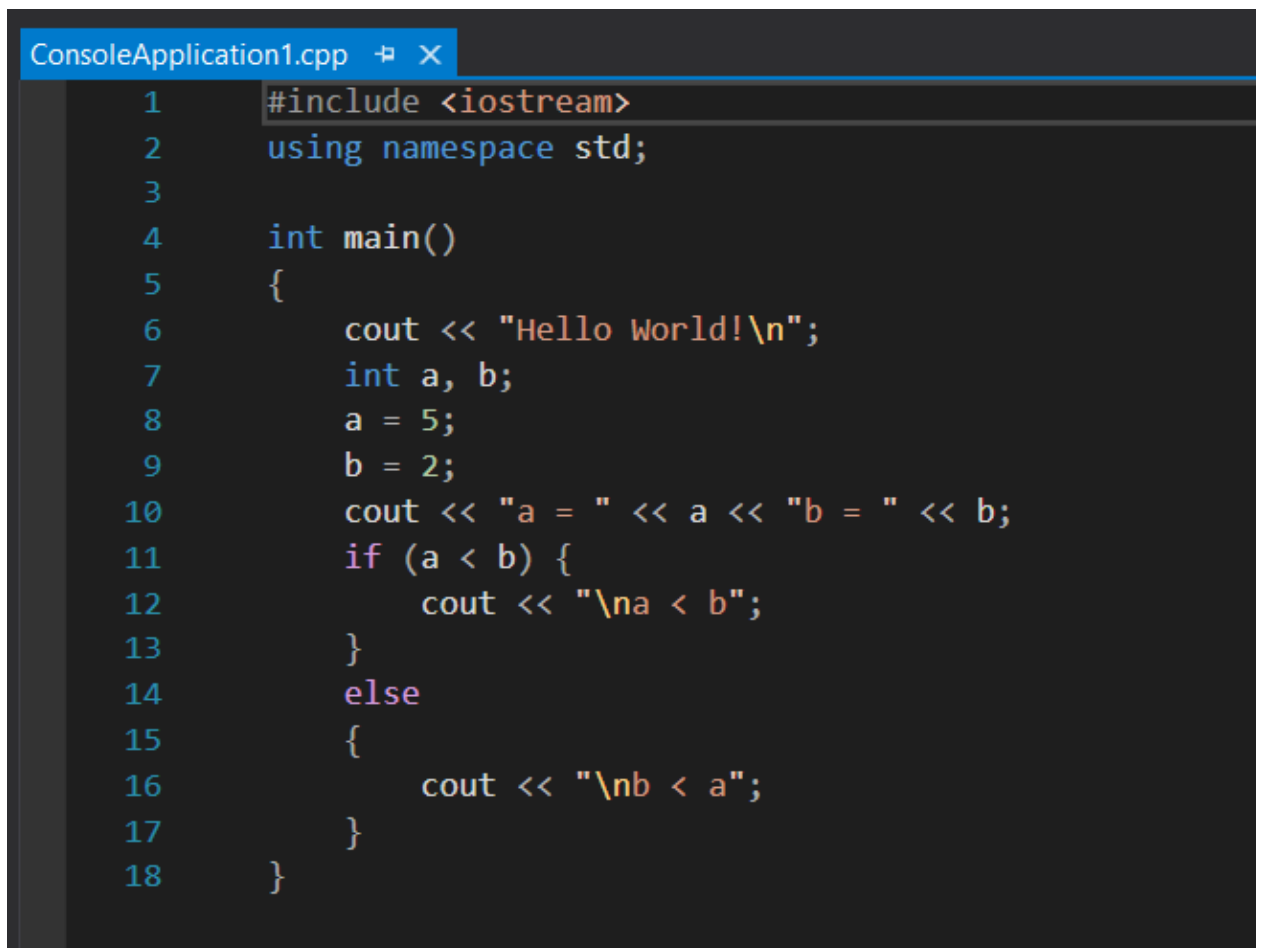 ConsoleApplication1.cpp
1 #include <iostream>
2 using namespace std;
3
4 int main()
5 {
6     cout << "Hello World!\n";
7     int a, b;
8     a = 5;
9     b = 2;
10     cout << "a = " << a << "b = " << b;
11     if (a < b) {
12         cout << "\na < b";
13     }
14     else
15     {
16         cout << "\nb < a";
17     }
18 }